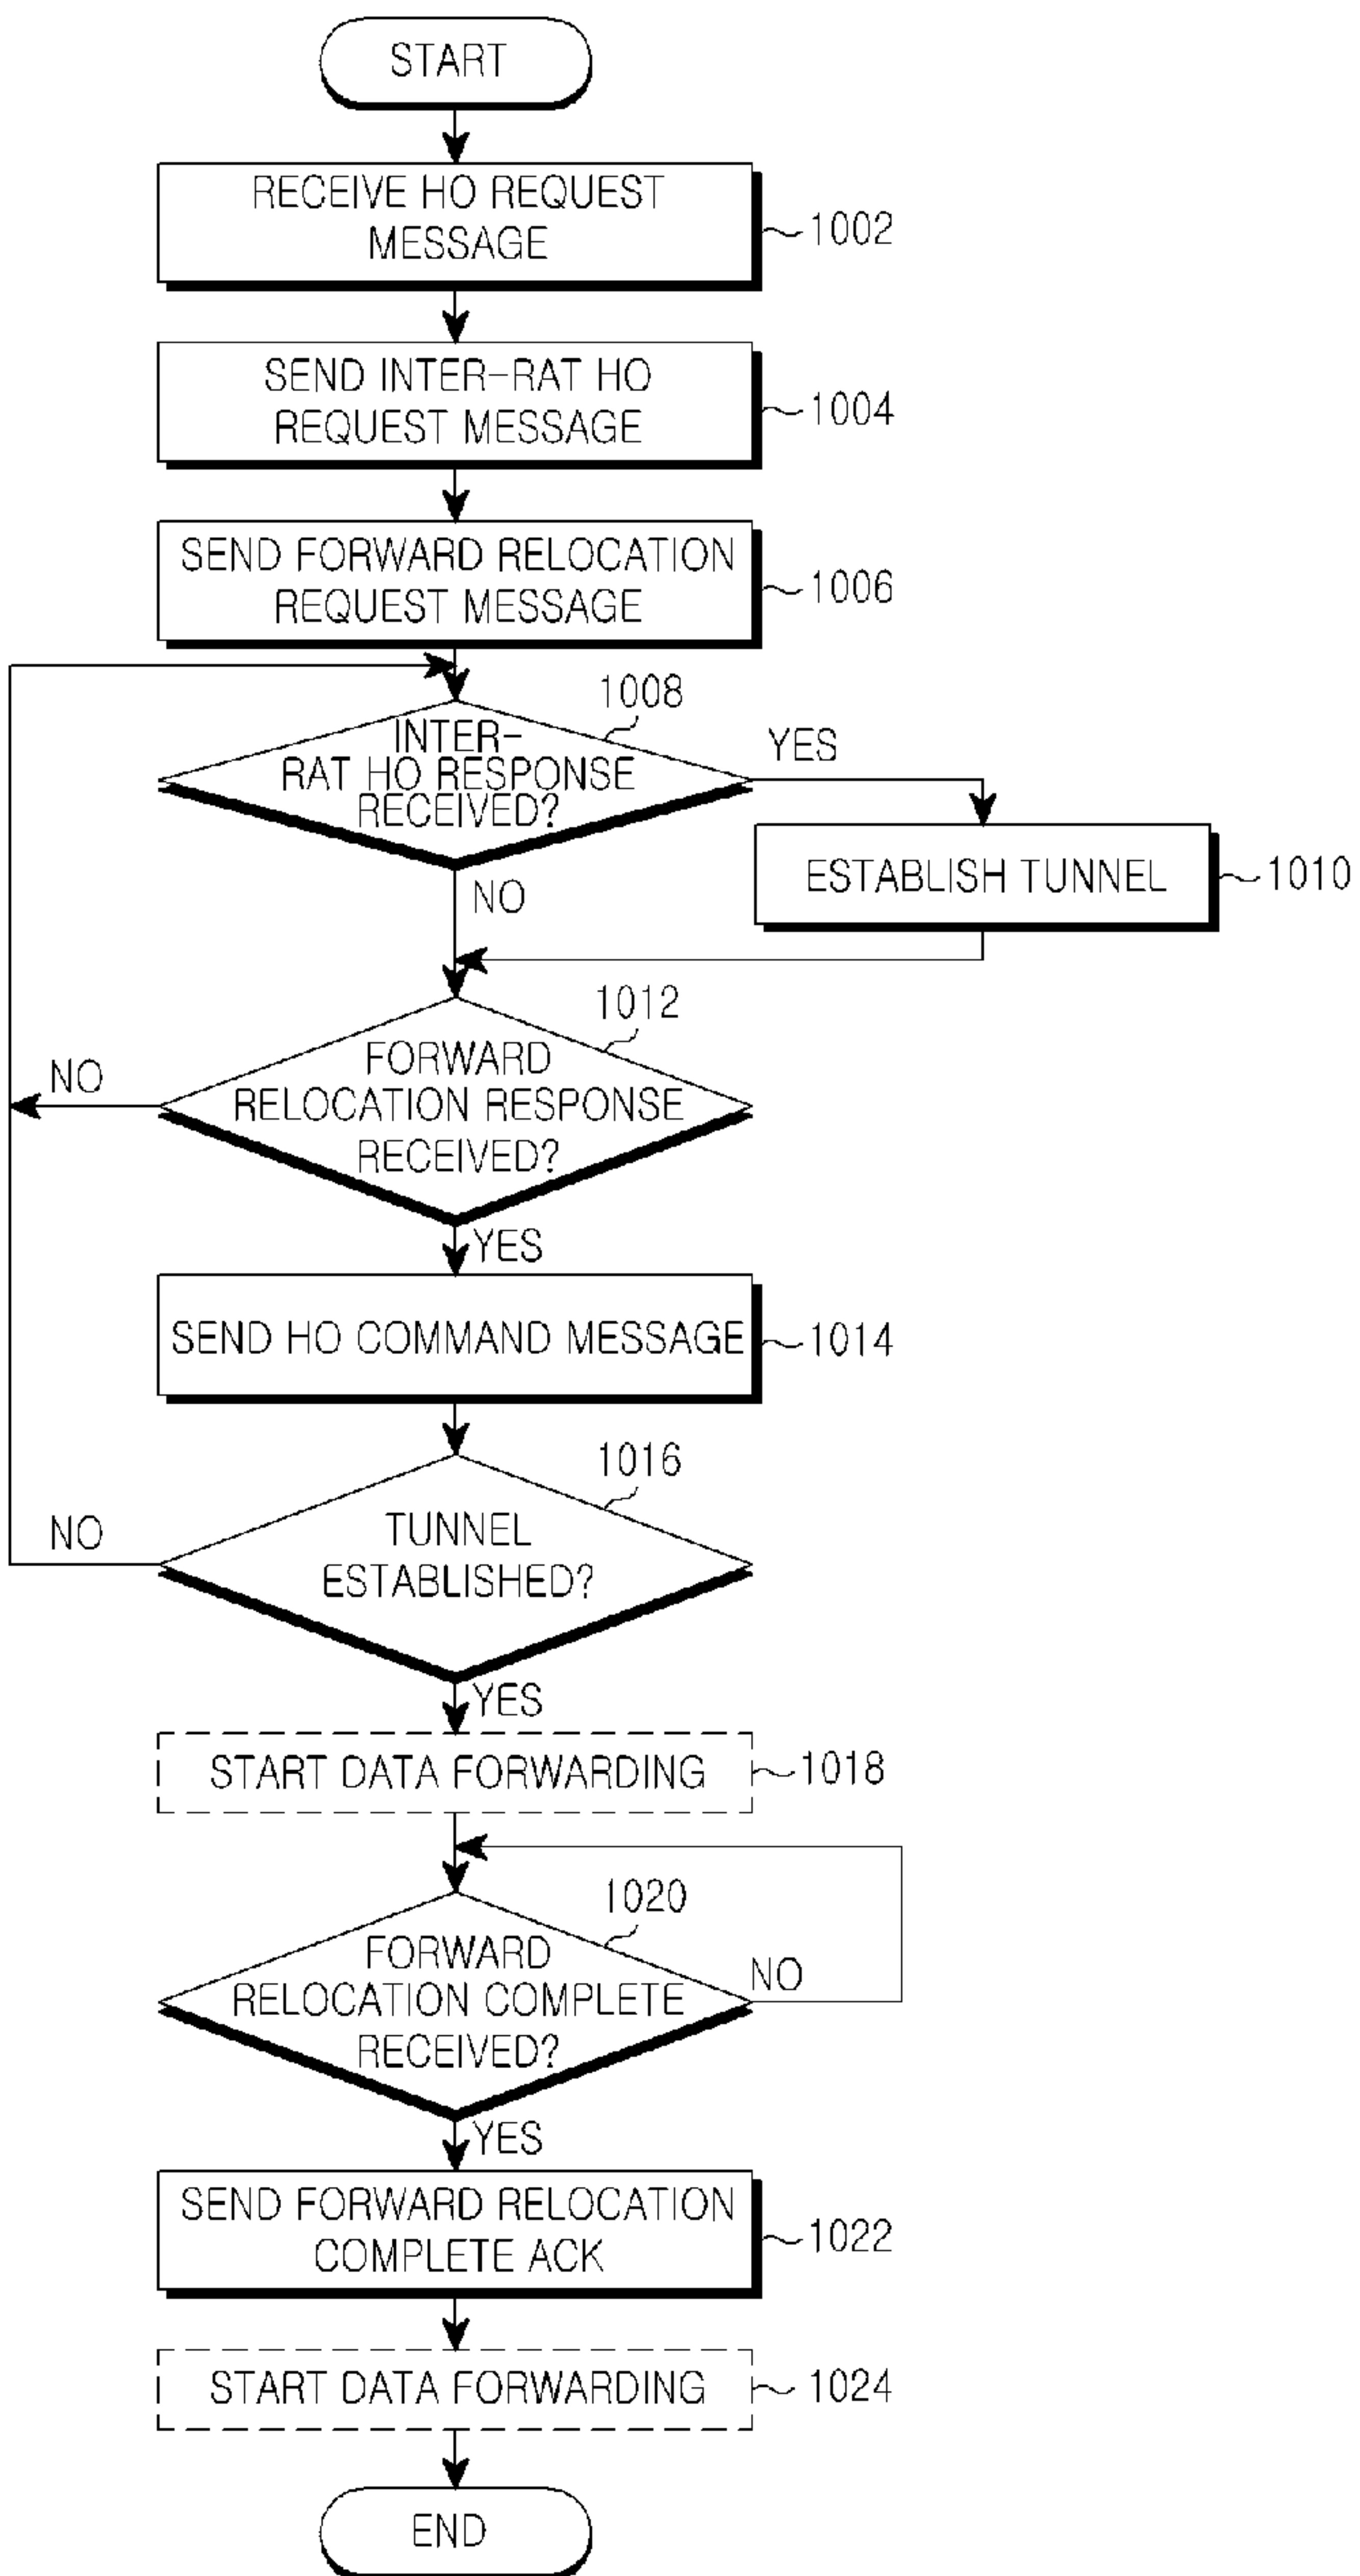 START
RECEIVE HO REQUEST
MESSAGE
1002
SEND INTER-RAT HO
REQUEST MESSAGE
1004
SEND FORWARD RELOCATION
REQUEST MESSAGE
1006
1008
INTER-
RAT HO RESPONSE
RECEIVED?
YES
NO
ESTABLISH TUNNEL
1010
1012
FORWARD
RELOCATION RESPONSE
RECEIVED?
NO
YES
SEND HO COMMAND MESSAGE
1014
1016
TUNNEL
ESTABLISHED?
NO
YES
START DATA FORWARDING
1018
1020
FORWARD
RELOCATION COMPLETE
RECEIVED?
NO
YES
SEND FORWARD RELOCATION
COMPLETE ACK
1022
START DATA FORWARDING
1024
END